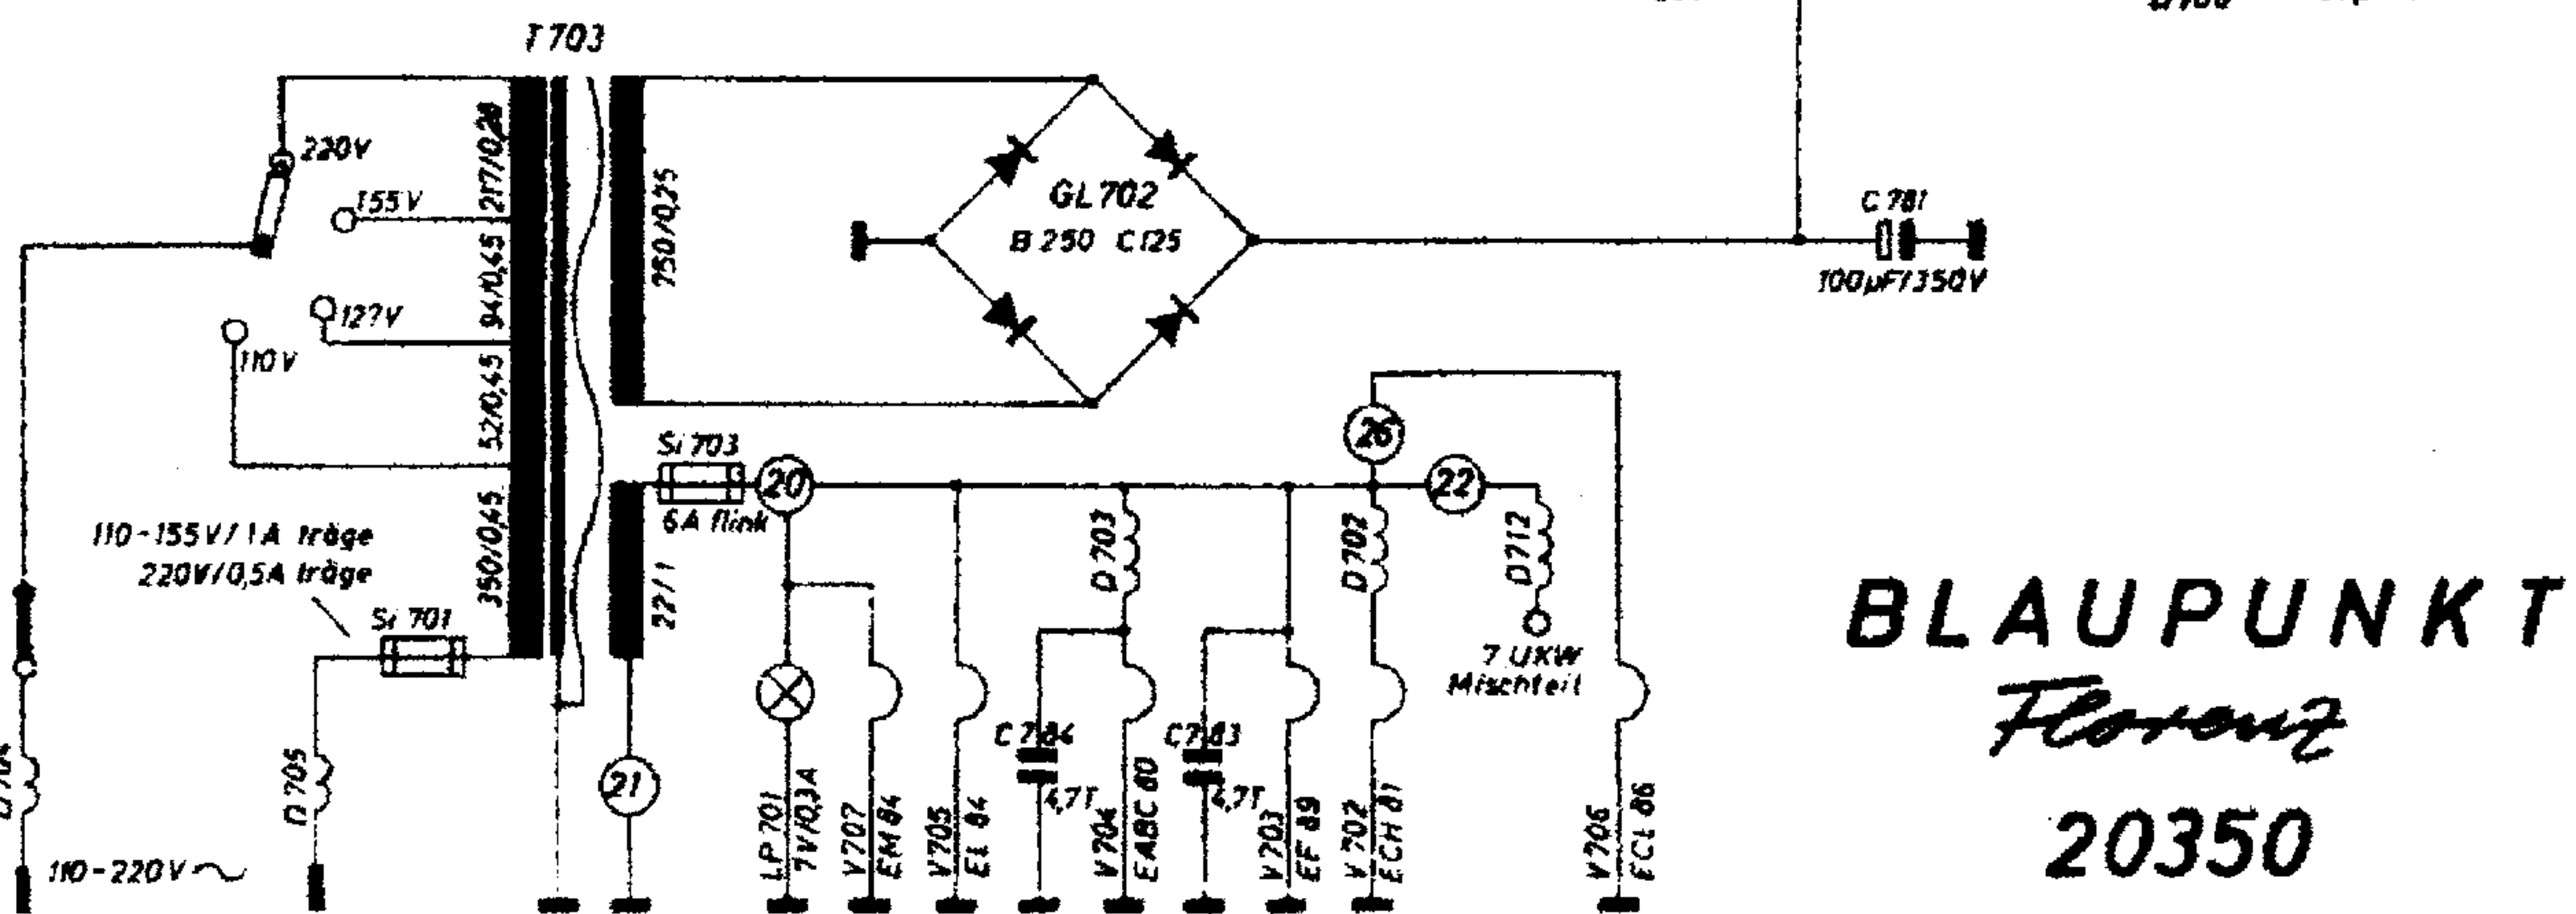 T 703
220V
155V
127V
110V
217/0,28
94/0,45
52/0,45
350/0,45
750/0,25
GL 702
B 250 C 125
C 781
100µF/350V
Si 703
6A flink
20
26
22
110-155V/1A träge
220V/0,5A träge
Si 701
22/1
D 703
D 702
D 712
7 UKW
Mischteil
21
D 705
110-220V ~
LP 701
7V/0,3A
V 707
EM 84
V 705
EL 84
C 784
4,7T
V 704
EABC 80
C 783
4,7T
V 703
EF 89
V 702
ECH 81
V 706
ECL 86
BLAUPUNKT
Florenz
20350